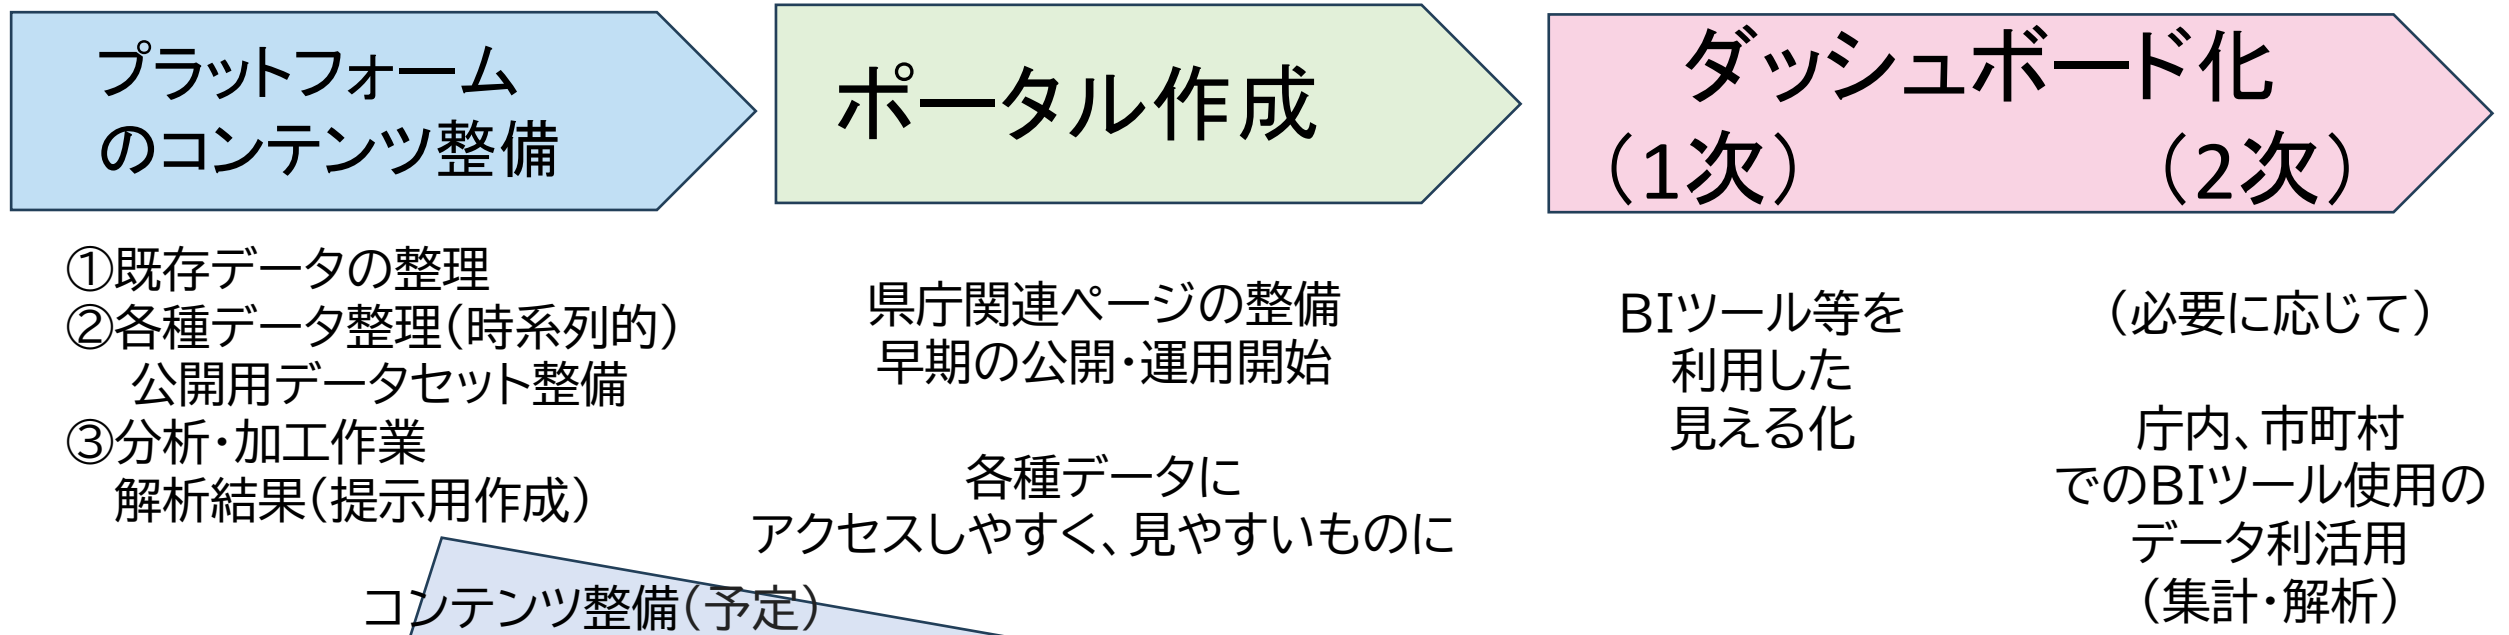 プラットフォーム
のコンテンツ整備
①既存データの整理
②各種データ整理(時系列的)
公開用データセット整備
③分析・加工作業
解析結果(掲示用作成)
コンテンツ整備(予定)
ポータル作成
県庁関連ページの整備
早期の公開・運用開始
各種データに
アクセスしやすく、見やすいものに
ダッシュボード化
(1次) (2次)
BIツール等を
利用した
見える化
(必要に応じて)
庁内、市町村
でのBIツール使用の
データ利活用
(集計・解析)